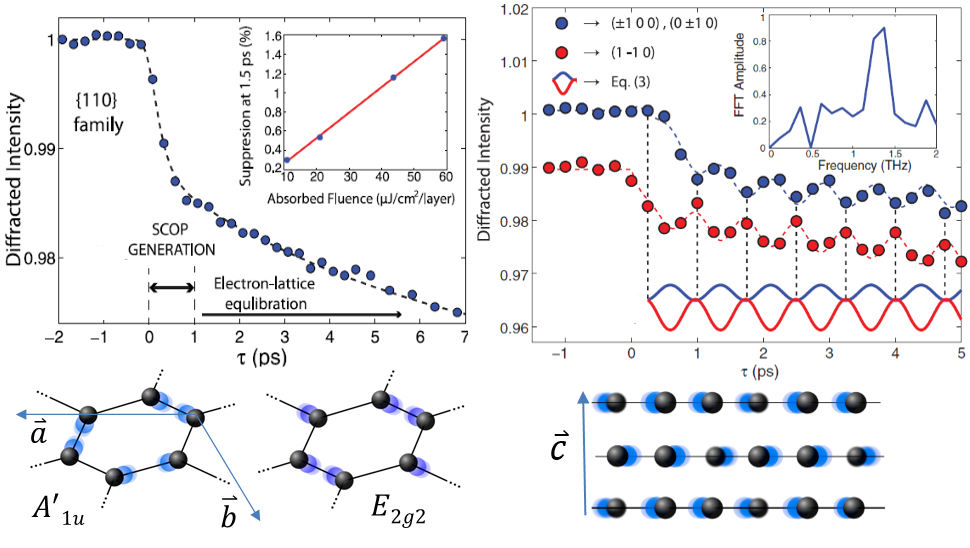 1
0.99
0.98
−2
−1
0
1
2
3
4
5
6
7
τ (ps)
Diffracted Intensity
{110}
family
SCOP
GENERATION
Electron-lattice
equlibration
1.6
1.4
1.2
1
0.8
0.6
0.4
0.2
10
20
30
40
50
60
Suppresion at 1.5 ps (%)
Absorbed Fluence (μJ/cm²/layer)
1.02
1.01
1
0.99
0.98
0.97
0.96
−1
0
1
2
3
4
5
τ (ps)
Diffracted Intensity
→ (±1 0 0) , (0 ±1 0)
→ (1 -1 0)
→ Eq. (3)
1
0.8
0.6
0.4
0.2
0
0
0.5
1
1.5
2
FFT Amplitude
Frequency (THz)
a
b
A′1u
E2g2
c